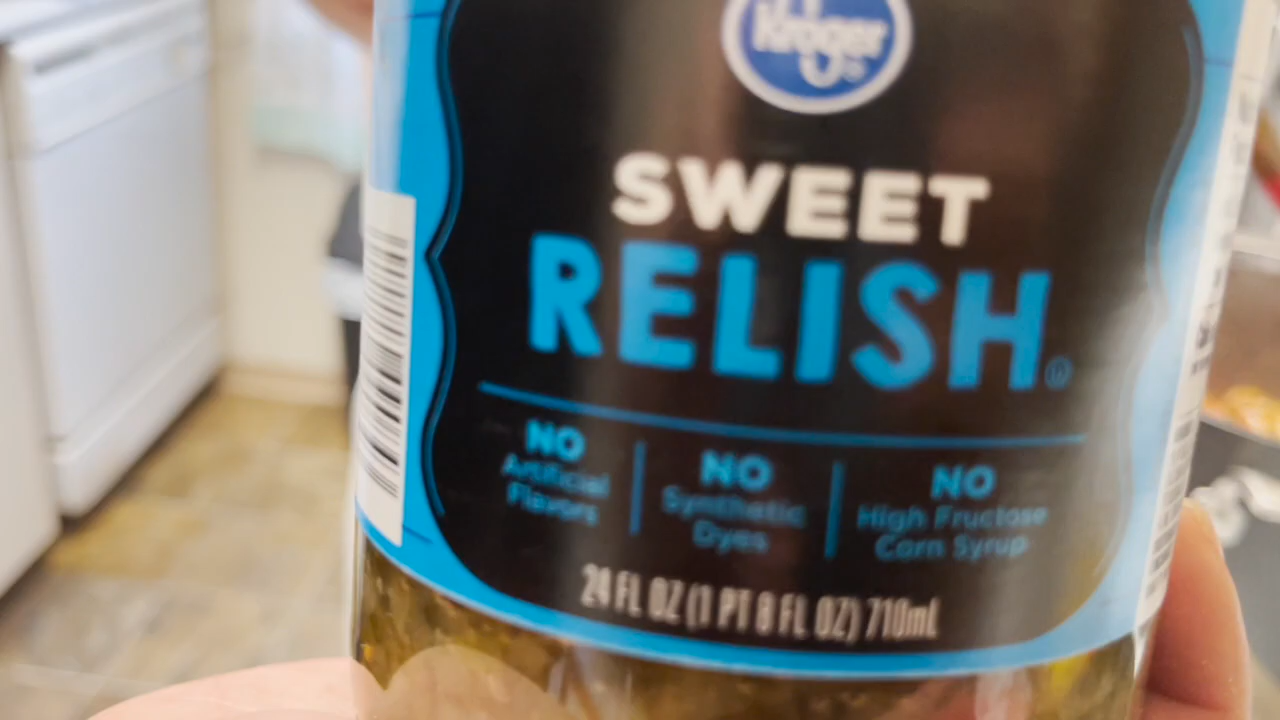 Kroger
SWEET
RELISH
NO
Artificial
Flavors
NO
Synthetic
Dyes
NO
High Fructose
Corn Syrup
24 FL OZ (1 PT 8 FL OZ) 710mL